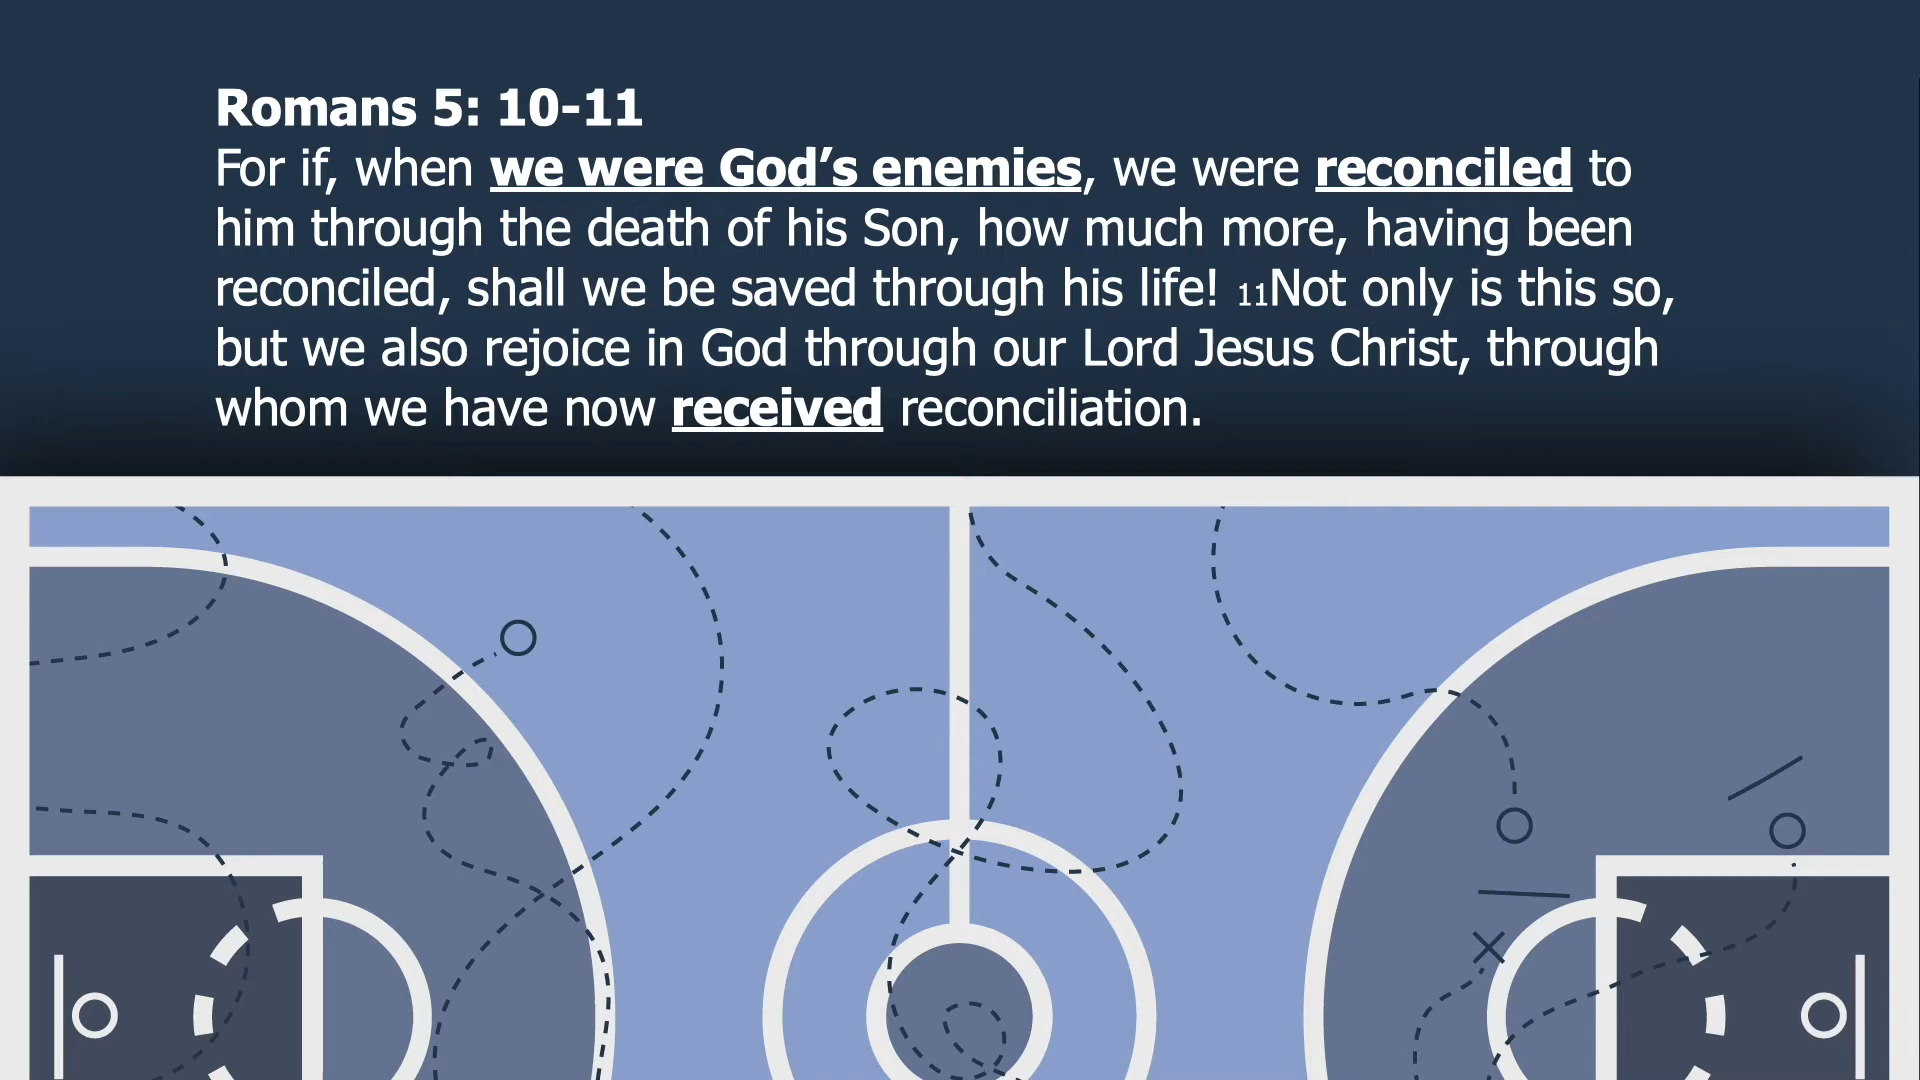 Romans 5: 10-11
For if, when we were God’s enemies, we were reconciled to
him through the death of his Son, how much more, having been
reconciled, shall we be saved through his life! 11Not only is this so,
but we also rejoice in God through our Lord Jesus Christ, through
whom we have now received reconciliation.